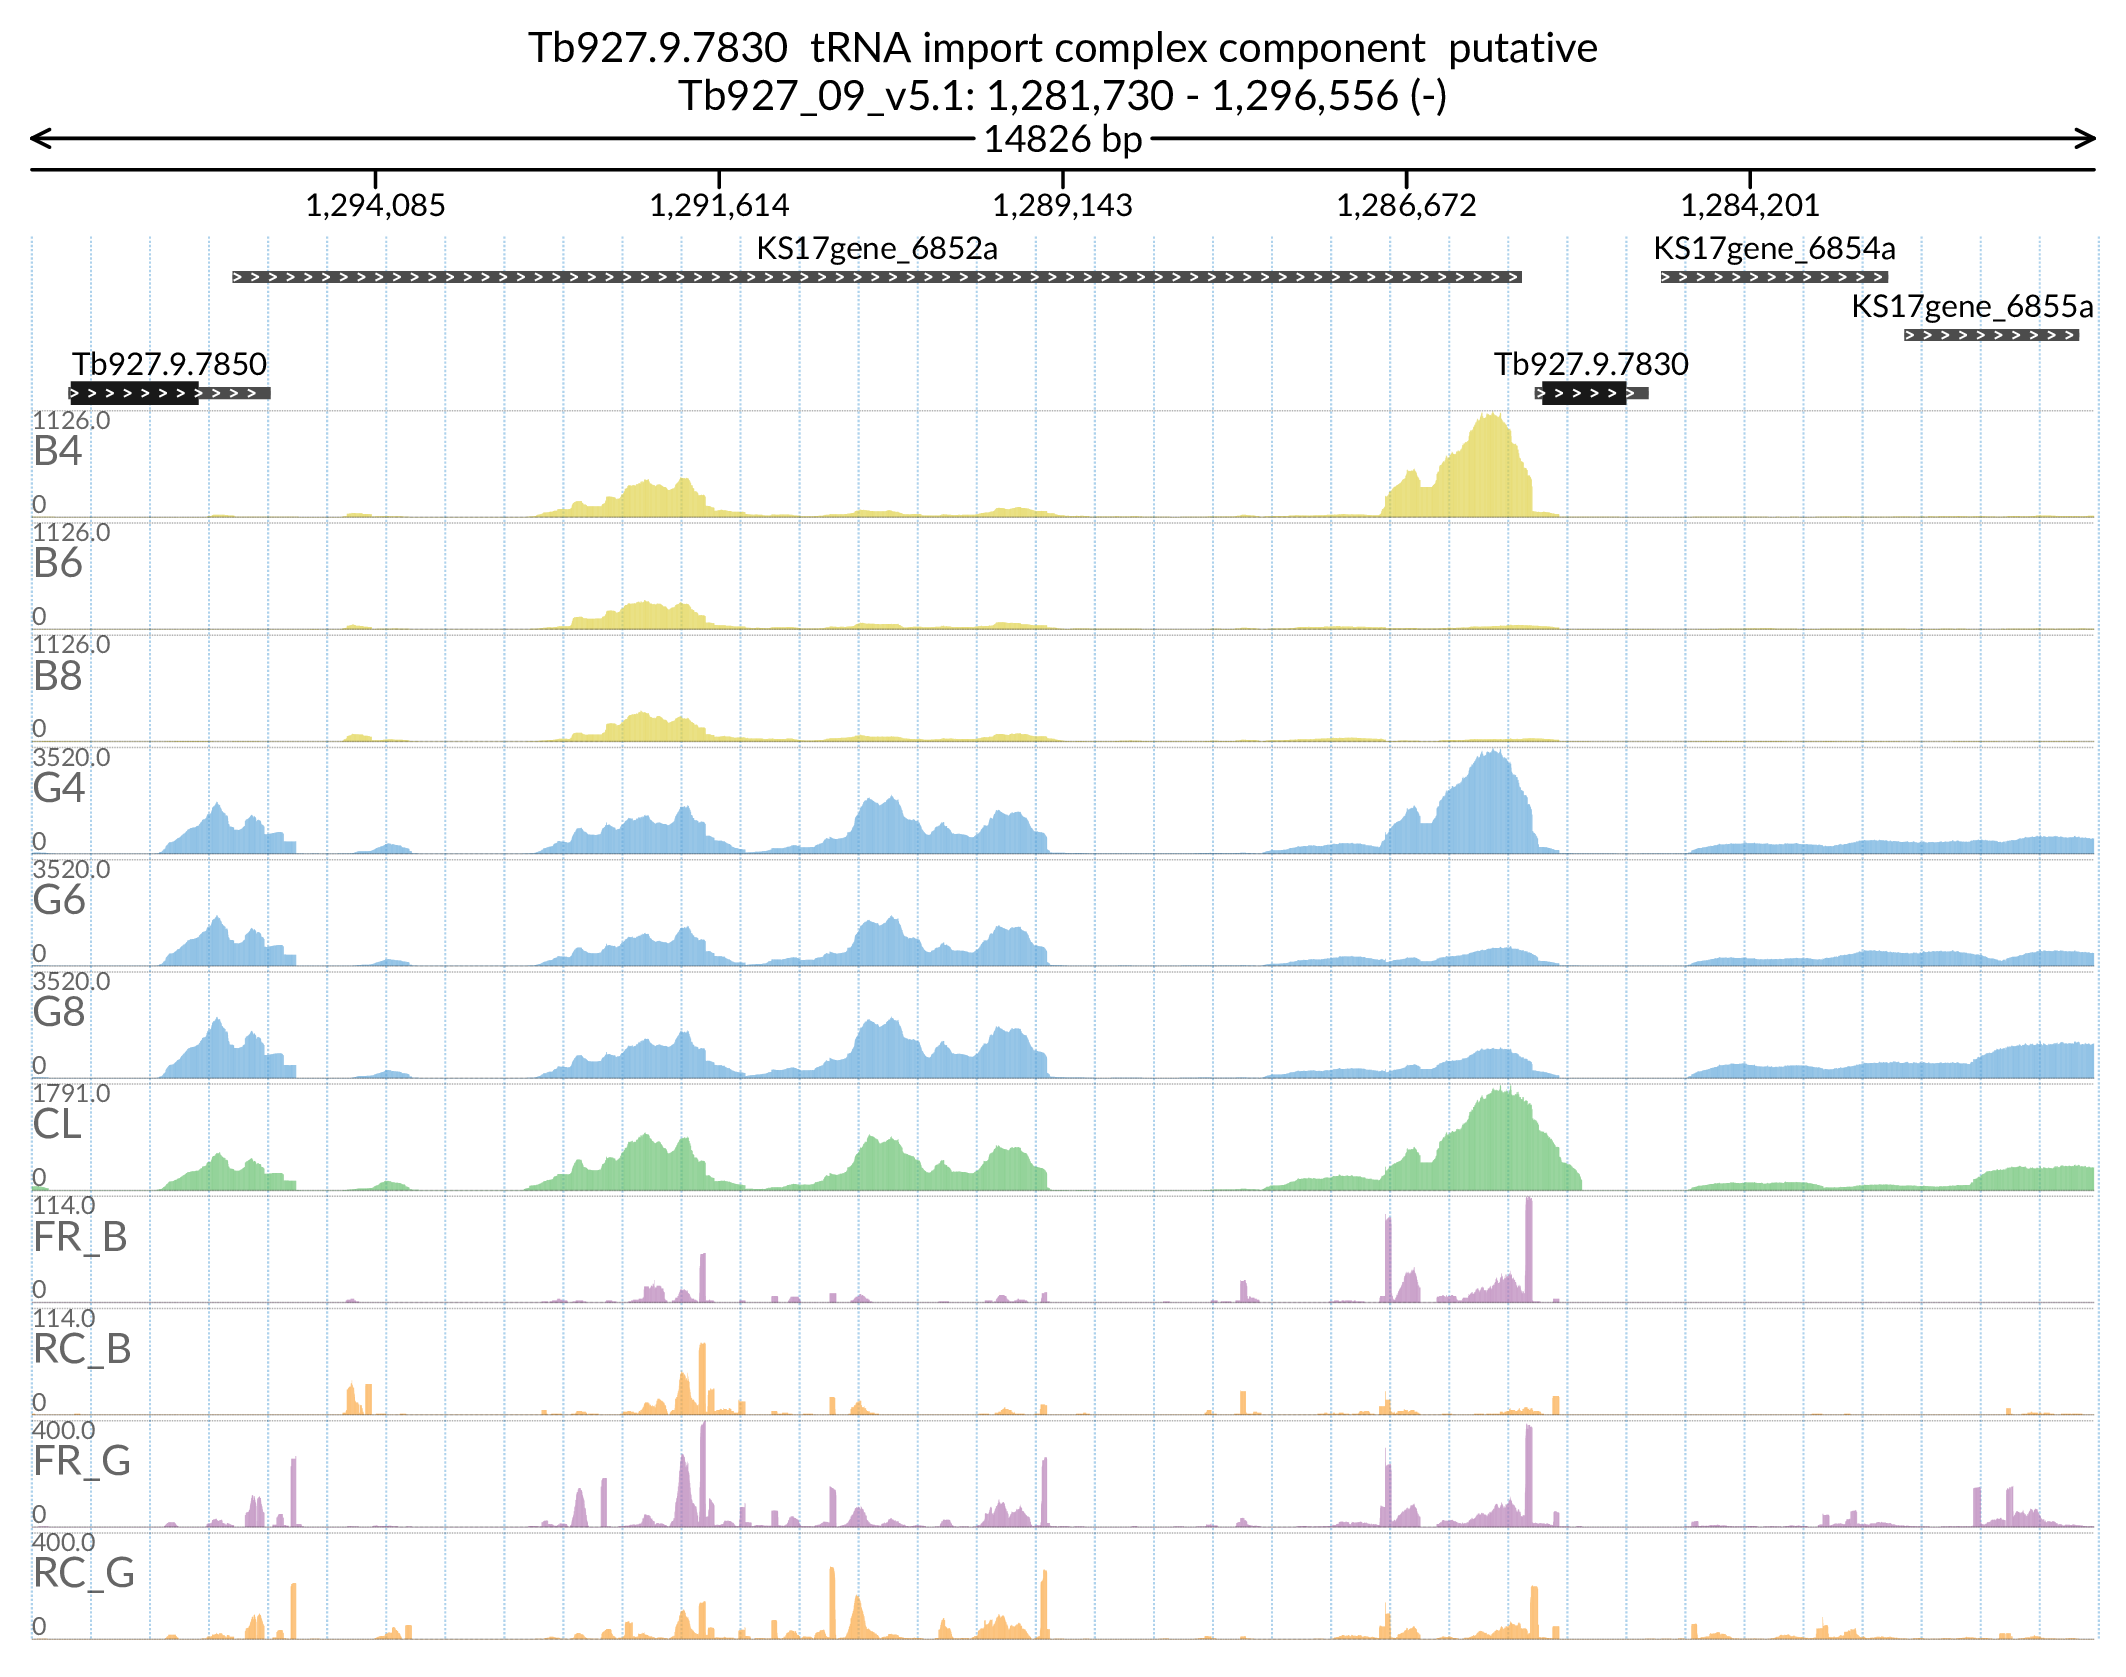 Tb927.9.7830  tRNA import complex component  putative
Tb927_09_v5.1: 1,281,730 - 1,296,556 (-)
14826 bp
1,294,085 1,291,614 1,289,143 1,286,672 1,284,201
KS17gene_6852a KS17gene_6854a
KS17gene_6855a
Tb927.9.7850 Tb927.9.7830
1126.0
B4
0
1126.0
B6
0
1126.0
B8
0
3520.0
G4
0
3520.0
G6
0
3520.0
G8
0
1791.0
CL
0
114.0
FR_B
0
114.0
RC_B
0
400.0
FR_G
0
400.0
RC_G
0